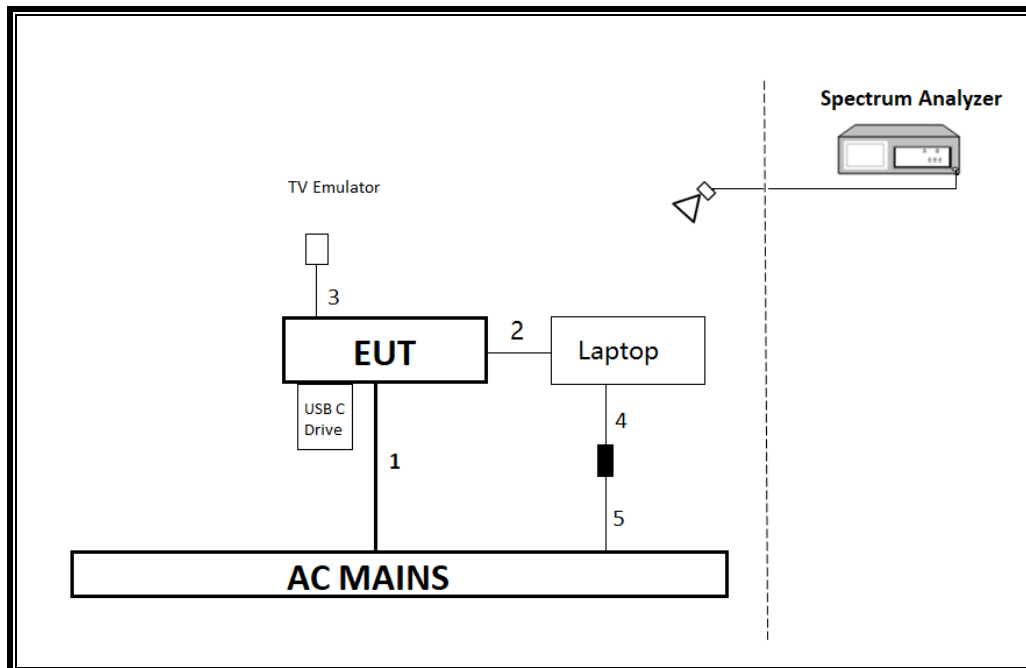 Spectrum Analyzer
TV Emulator
3
EUT
2
Laptop
USB C
Drive
4
1
5
AC MAINS